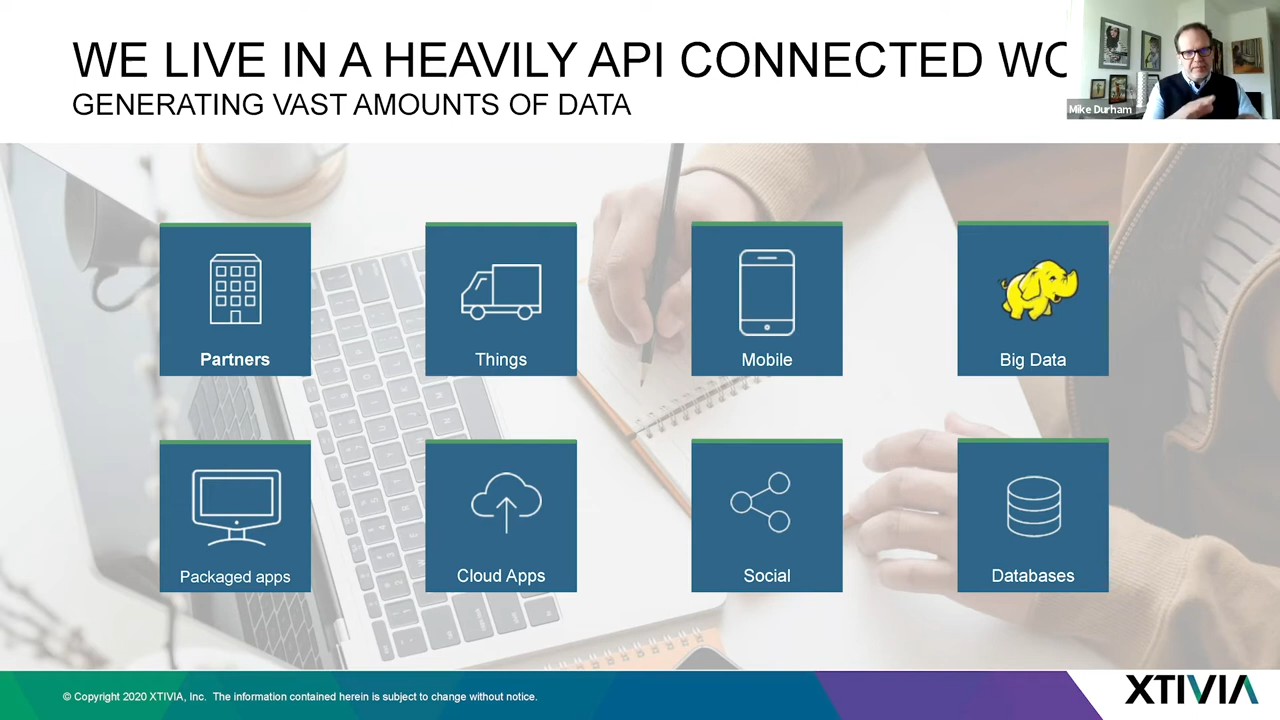 WE LIVE IN A HEAVILY API CONNECTED WO
GENERATING VAST AMOUNTS OF DATA
Mike Durham
Partners
Things
Mobile
Big Data
Packaged apps
Cloud Apps
Social
Databases
© Copyright 2020 XTIVIA, Inc. The information contained herein is subject to change without notice.
XTIVIA